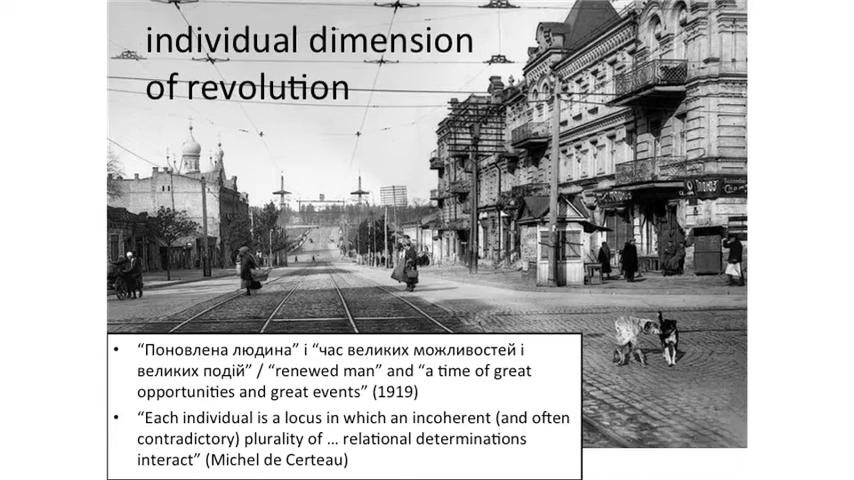 individual dimension
of revolution
• “Поновлена людина” і “час великих можливостей і
великих подій” / “renewed man” and “a time of great
opportunities and great events” (1919)
• “Each individual is a locus in which an incoherent (and often
contradictory) plurality of … relational determinations
interact” (Michel de Certeau)